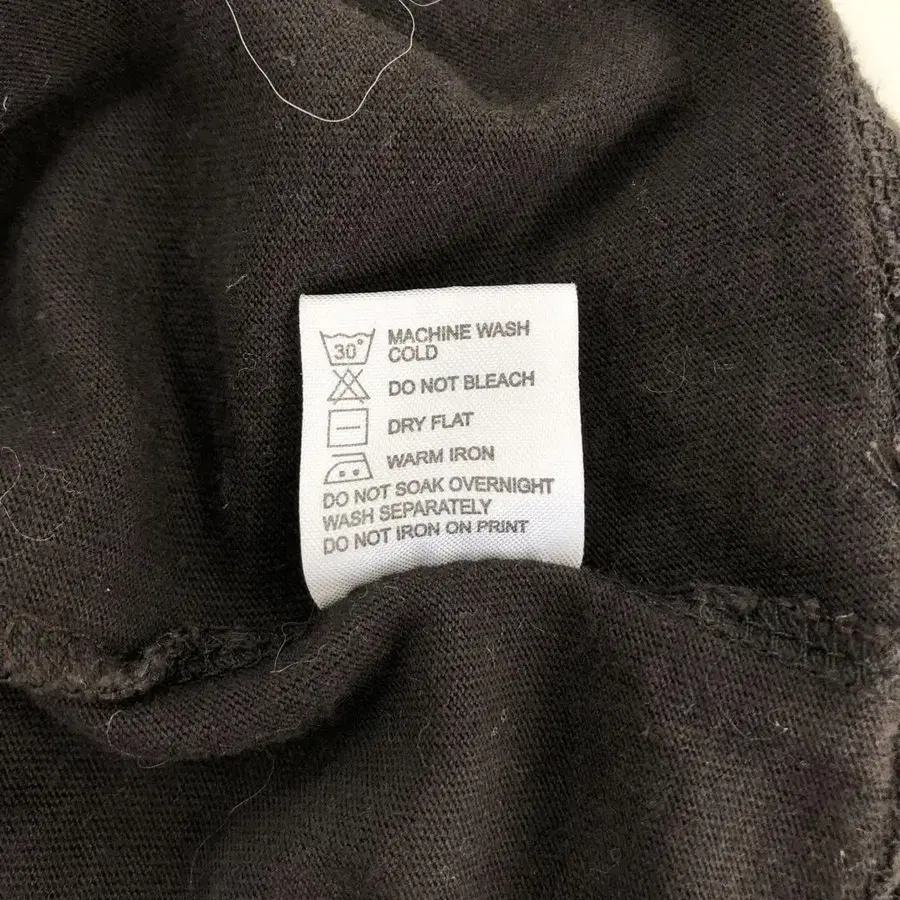 30° MACHINE WASH
COLD
DO NOT BLEACH
DRY FLAT
WARM IRON
DO NOT SOAK OVERNIGHT
WASH SEPARATELY
DO NOT IRON ON PRINT